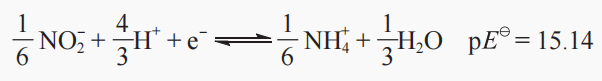 1/6 NO₂⁻ + 4/3 H⁺ + e⁻ ⇌ 1/6 NH₄⁺ + 1/3 H₂O pE⊖ = 15.14